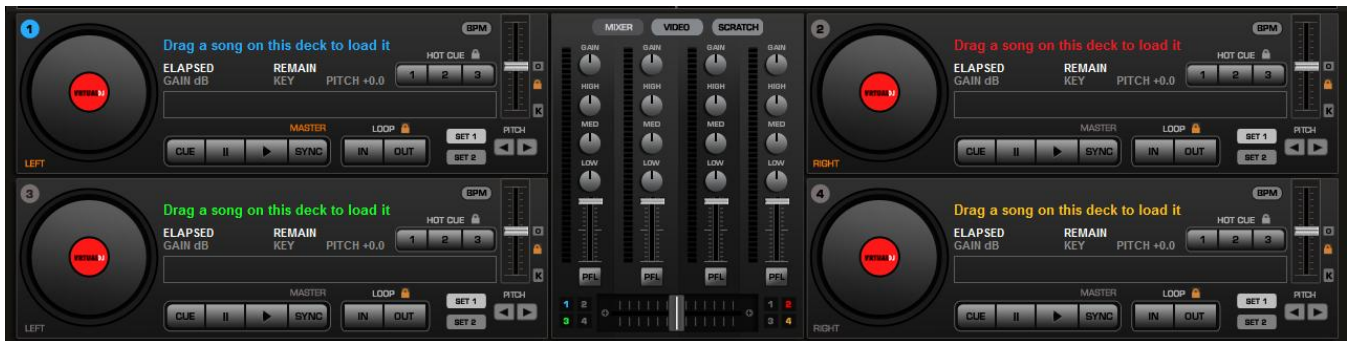 1
BPM
Drag a song on this deck to load it
HOT CUE
ELAPSED REMAIN
GAIN dB KEY PITCH +0.0
1 2 3
O
K
VIRTUALDJ
MASTER LOOP
SET 1 PITCH
CUE II SYNC IN OUT
SET 2
LEFT
MIXER VIDEO SCRATCH
GAIN GAIN GAIN GAIN
HIGH HIGH HIGH HIGH
MED MED MED MED
LOW LOW LOW LOW
PFL PFL PFL PFL
1 2 1 2
3 4 3 4
2
BPM
Drag a song on this deck to load it
HOT CUE
ELAPSED REMAIN
GAIN dB KEY PITCH +0.0
1 2 3
O
K
VIRTUALDJ
MASTER LOOP
SET 1 PITCH
CUE II SYNC IN OUT
SET 2
RIGHT
3
BPM
Drag a song on this deck to load it
HOT CUE
ELAPSED REMAIN
GAIN dB KEY PITCH +0.0
1 2 3
O
K
VIRTUALDJ
MASTER LOOP
SET 1 PITCH
CUE II SYNC IN OUT
SET 2
LEFT
4
BPM
Drag a song on this deck to load it
HOT CUE
ELAPSED REMAIN
GAIN dB KEY PITCH +0.0
1 2 3
O
K
VIRTUALDJ
MASTER LOOP
SET 1 PITCH
CUE II SYNC IN OUT
SET 2
RIGHT